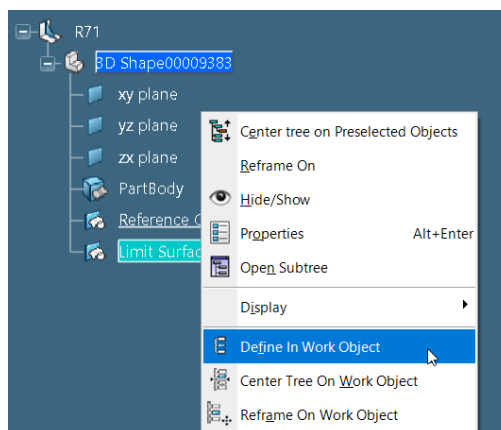 R71
3D Shape00009383
xy plane
yz plane
zx plane
PartBody
Reference
Limit
Center tree on Preselected Objects
Reframe On
Hide/Show
Properties Alt+Enter
Open Subtree
Display
Define In Work Object
Center Tree On Work Object
Reframe On Work Object